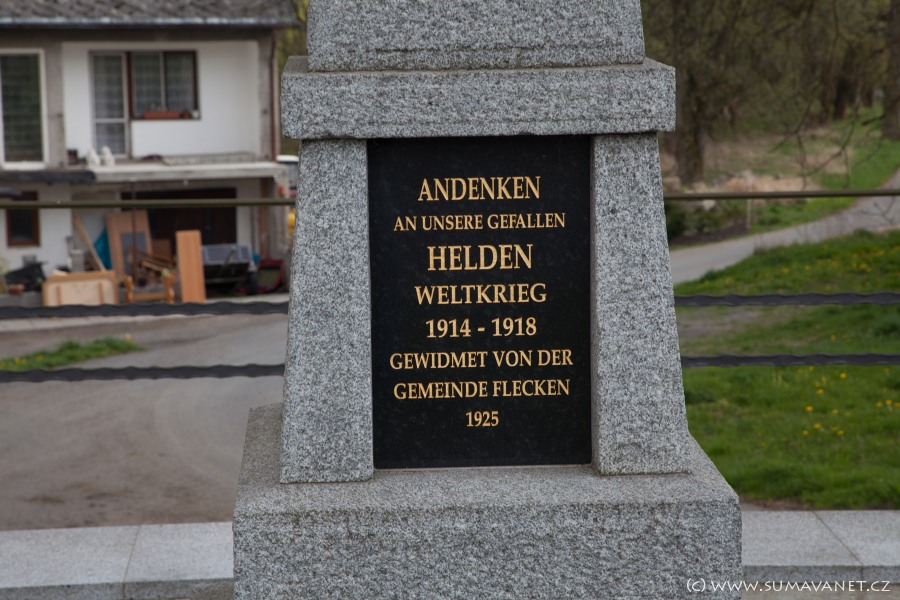 ANDENKEN
AN UNSERE GEFALLEN
HELDEN
WELTKRIEG
1914 - 1918
GEWIDMET VON DER
GEMEINDE FLECKEN
1925
(C) WWW.SUMAVANET.CZ